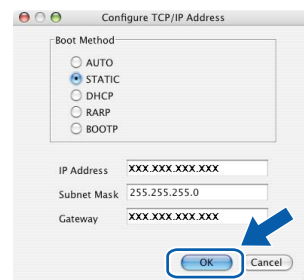 Configure TCP/IP Address
Boot Method
AUTO
STATIC
DHCP
RARP
BOOTP
IP Address XXX.XXX.XXX.XXX
Subnet Mask 255.255.255.0
Gateway XXX.XXX.XXX.XXX
OK Cancel